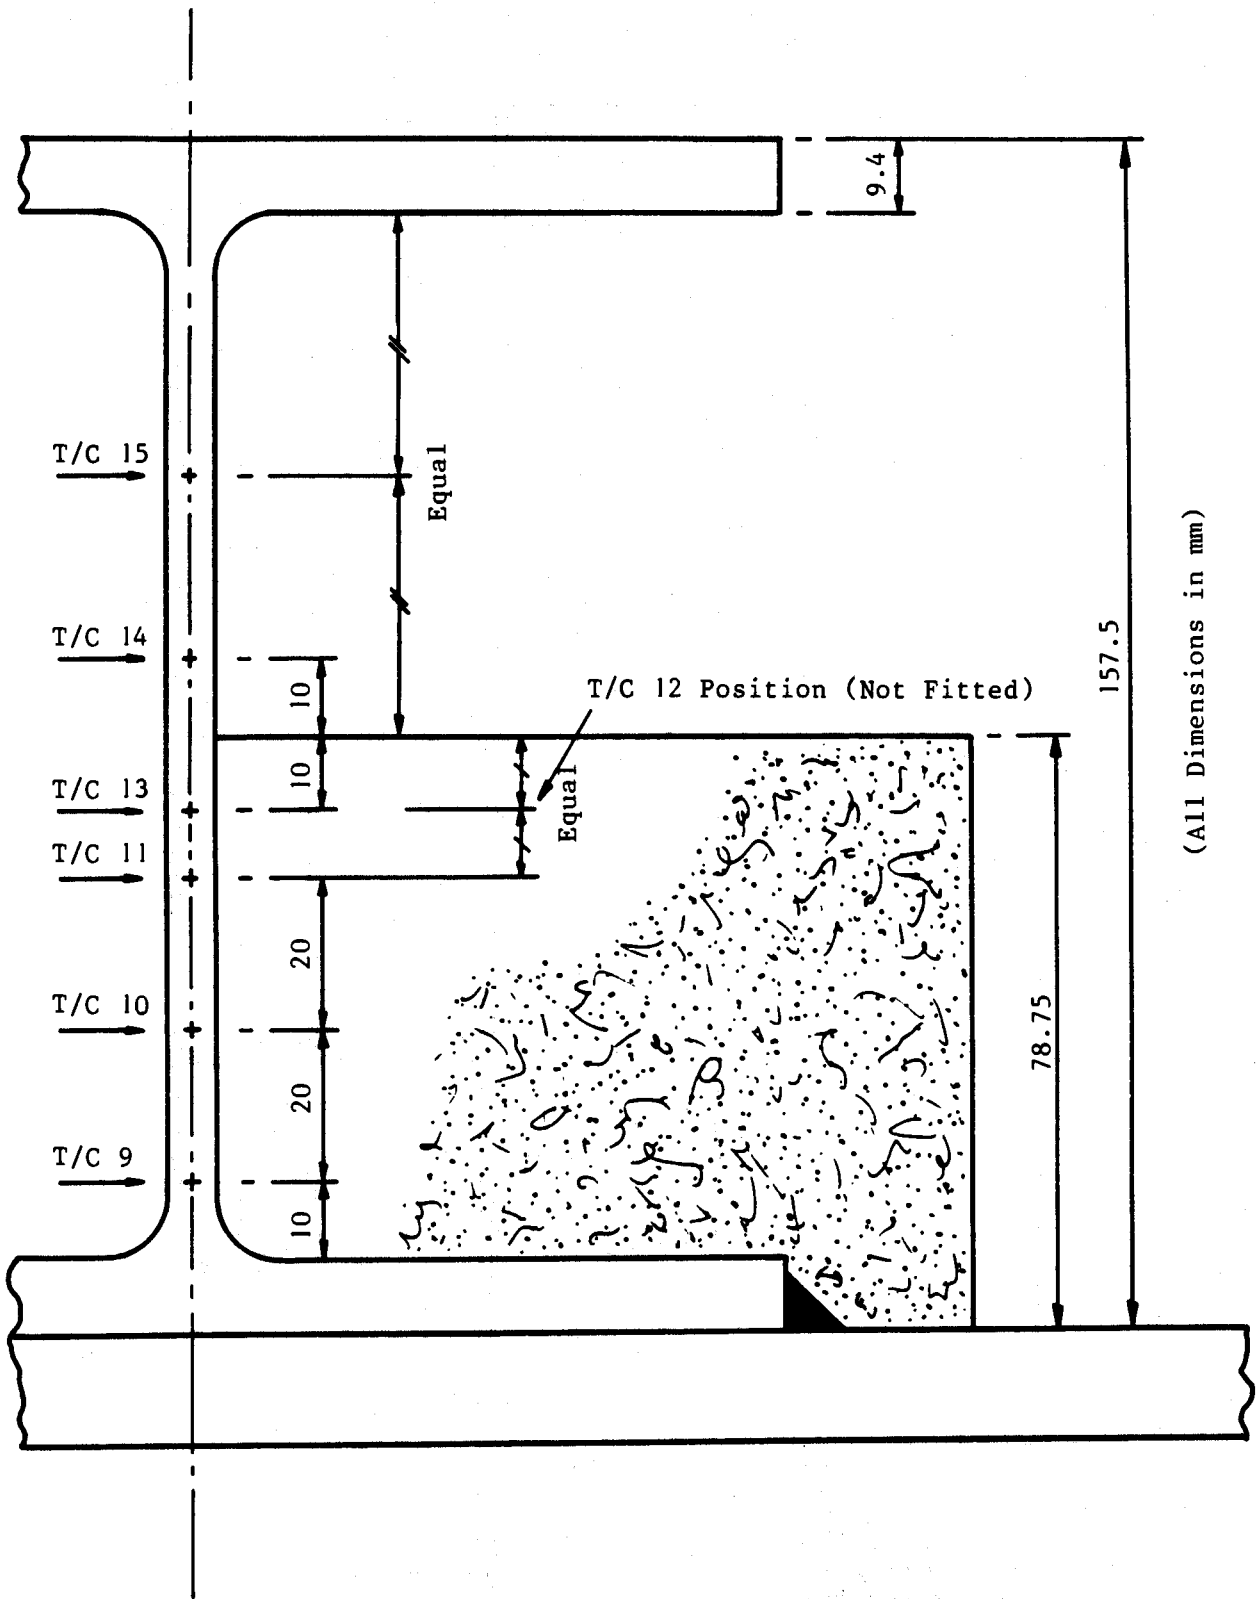 9.4
T/C 15
Equal
T/C 14
10
T/C 12 Position (Not Fitted)
157.5
(All Dimensions in mm)
T/C 13
10
Equal
T/C 11
20
T/C 10
78.75
20
T/C 9
10